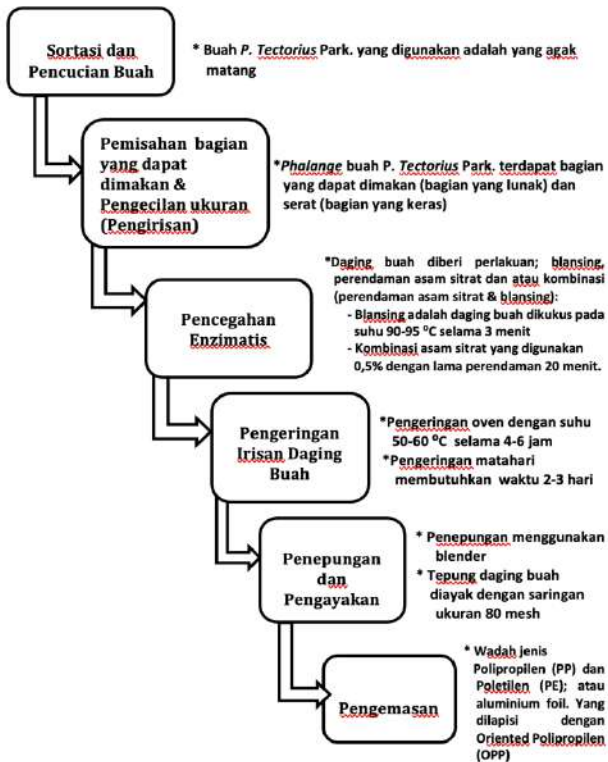 Sortasi dan
Pencucian Buah
* Buah P. Tectorius Park. yang digunakan adalah yang agak
matang
Pemisahan bagian
yang dapat
dimakan &
Pengecilan ukuran
(Pengirisan)
*Phalange buah P. Tectorius Park. terdapat bagian
yang dapat dimakan (bagian yang lunak) dan
serat (bagian yang keras)
Pencegahan
Enzimatis
*Daging buah diberi perlakuan; blansing,
perendaman asam sitrat dan atau kombinasi
(perendaman asam sitrat & blansing):
- Blansing adalah daging buah dikukus pada
suhu 90-95 °C selama 3 menit
- Kombinasi asam sitrat yang digunakan
0,5% dengan lama perendaman 20 menit.
Pengeringan
Irisan Daging
Buah
*Pengeringan oven dengan suhu
50-60 °C selama 4-6 jam
*Pengeringan matahari
membutuhkan waktu 2-3 hari
Penepungan
dan
Pengayakan
* Penepungan menggunakan
blender
* Tepung daging buah
diayak dengan saringan
ukuran 80 mesh
Pengemasan
* Wadah jenis
Polipropilen (PP) dan
Poletilen (PE); atau
aluminium foil. Yang
dilapisi dengan
Oriented Polipropilen
(OPP)